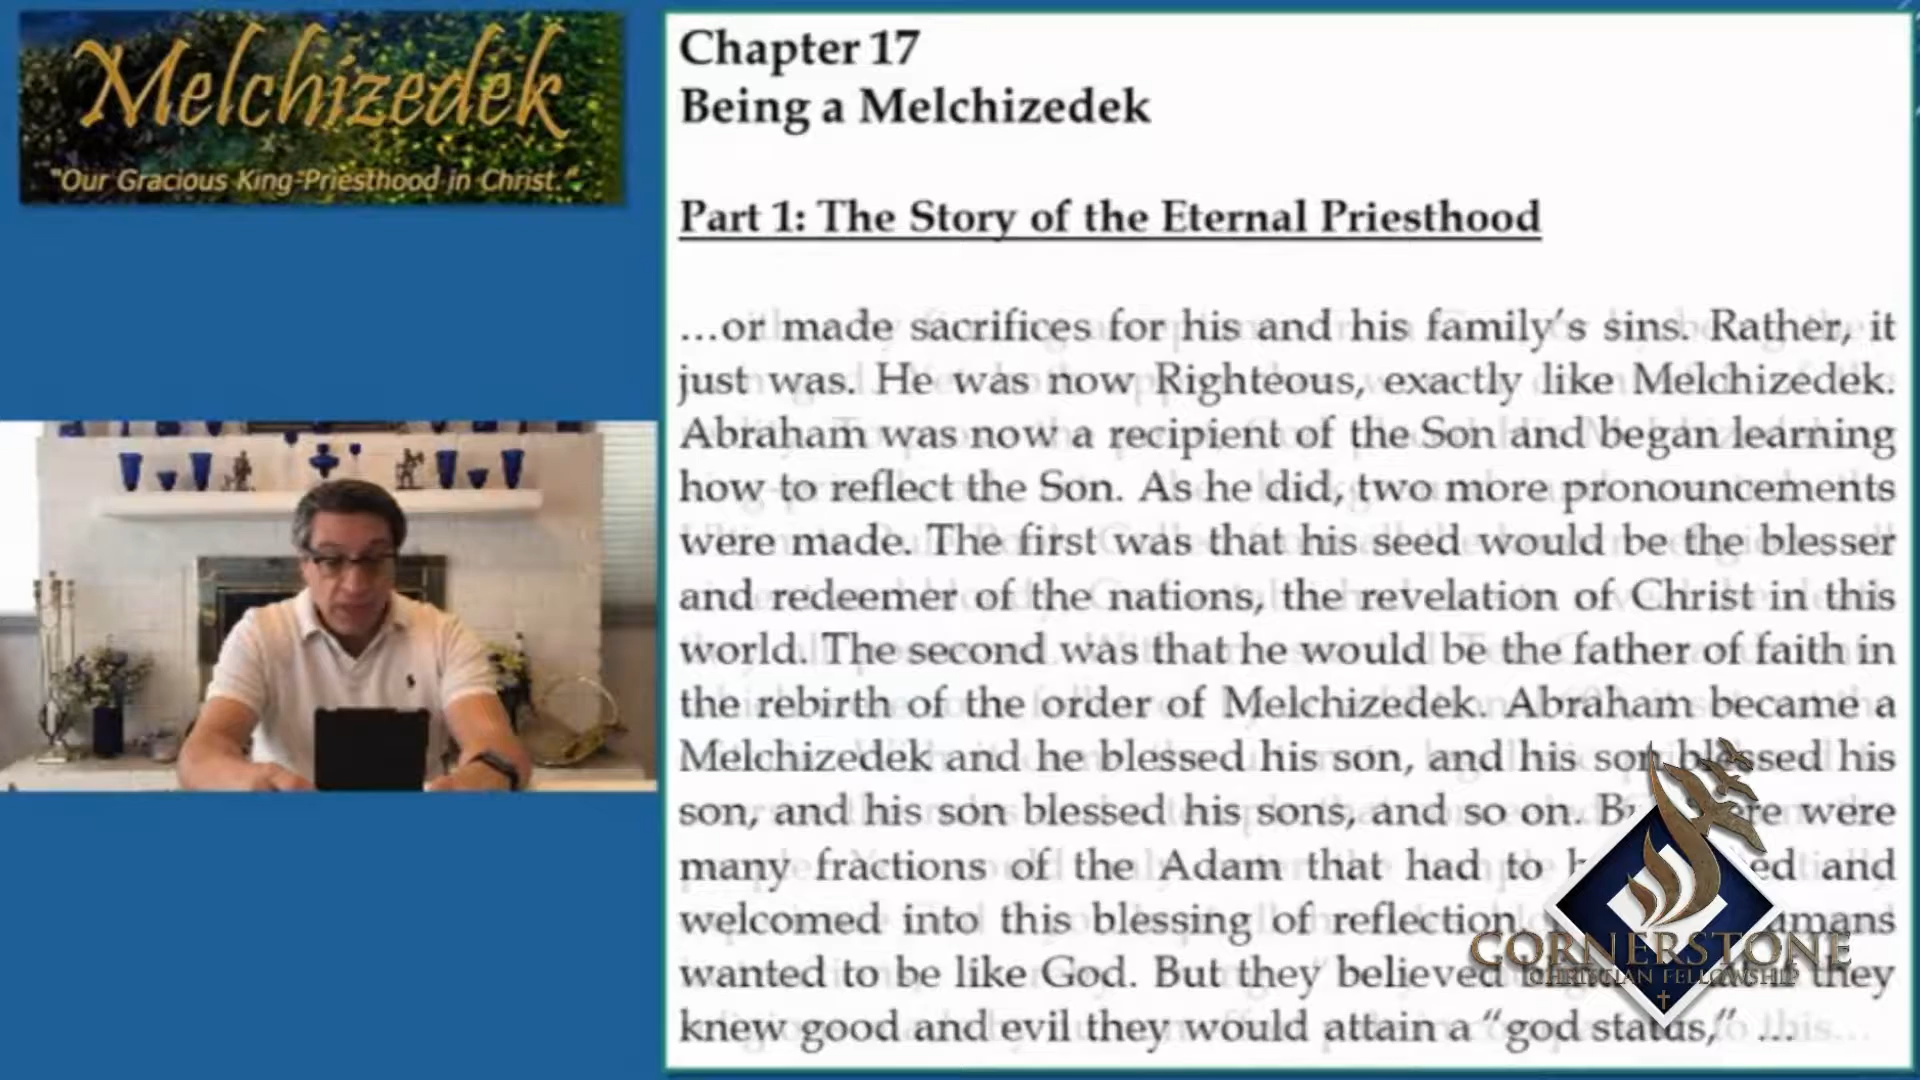 Melchizedek
"Our Gracious King-Priesthood in Christ."
Chapter 17
Being a Melchizedek
Part 1: The Story of the Eternal Priesthood
…or made sacrifices for his and his family's sins. Rather, it
just was. He was now Righteous, exactly like Melchizedek.
Abraham was now a recipient of the Son and began learning
how to reflect the Son. As he did, two more pronouncements
were made. The first was that his seed would be the blesser
and redeemer of the nations, the revelation of Christ in this
world. The second was that he would be the father of faith in
the rebirth of the order of Melchizedek. Abraham became a
Melchizedek and he blessed his son, and his son blessed his
son, and his son blessed his sons, and so on. were
many fractions of the Adam that had to and
welcomed into this blessing of reflection
wanted to be like God. But they believed they
knew good and evil they would attain a "god status," …
CORNERSTONE
CHRISTIAN FELLOWSHIP